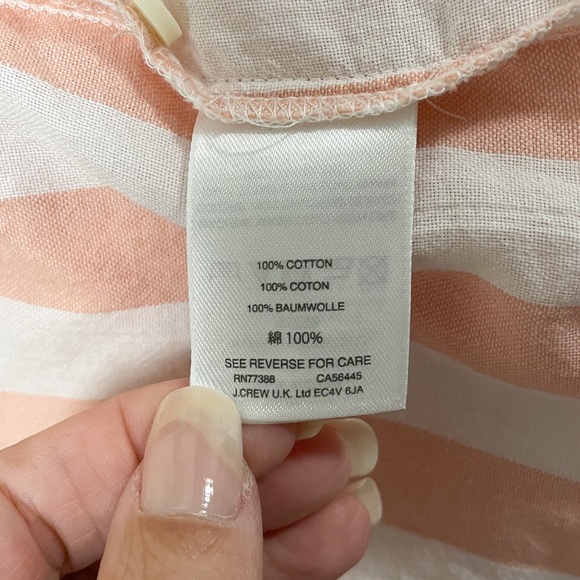 100% COTTON
100% COTON
100% BAUMWOLLE
綿 100%
SEE REVERSE FOR CARE
RN77388 CA56445
J.CREW U.K. Ltd EC4V 6JA